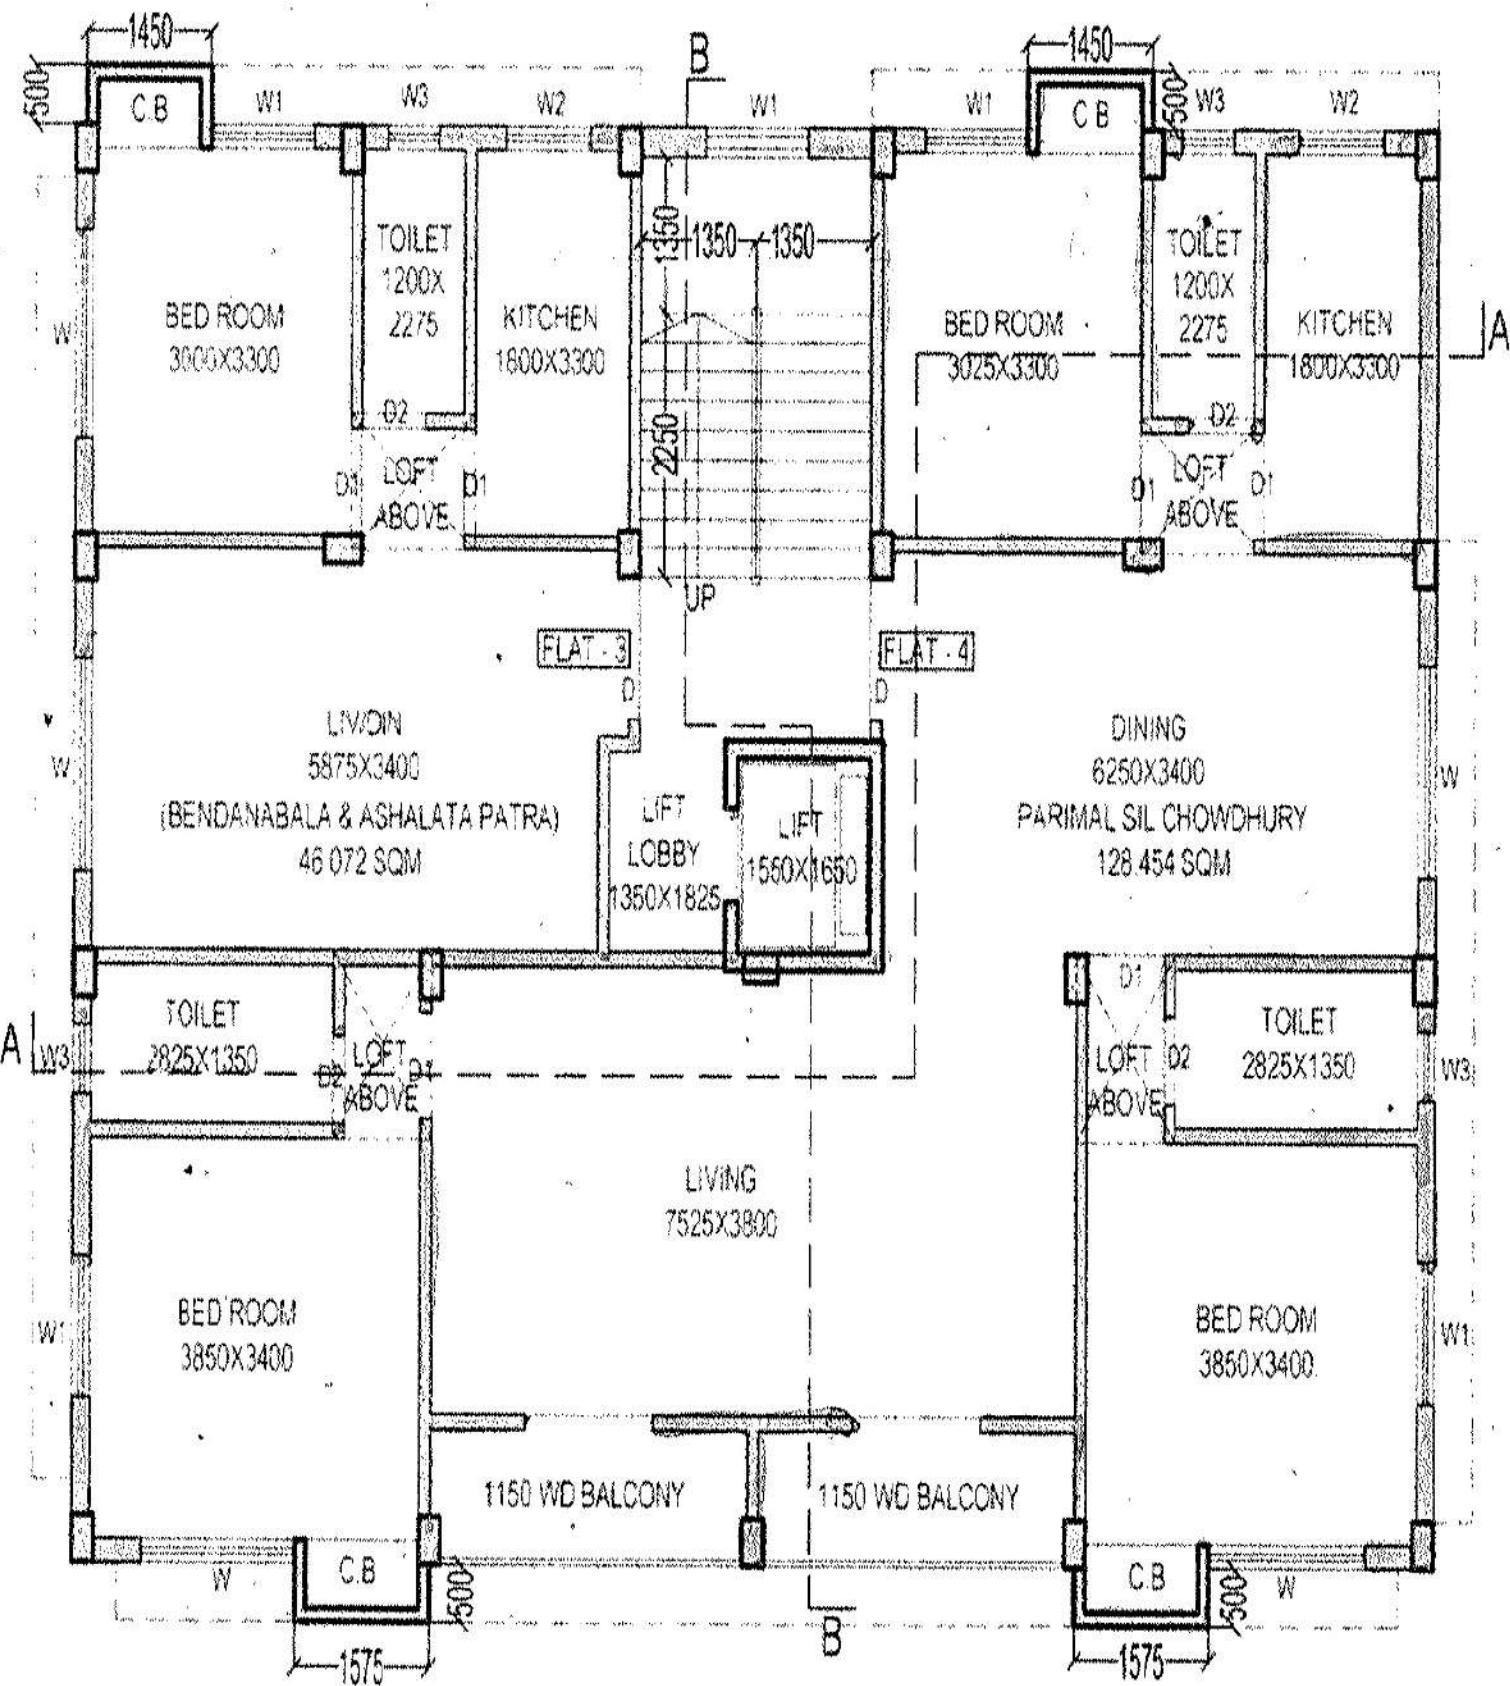 1450
B
1450
500
C.B
W1
W3
W2
W1
W1
C B
500
W3
W2
TOILET
1200X
2275
BED ROOM
3000X3300
KITCHEN
1800X3300
1350
1350
1350
2250
BED ROOM
3025X3300
TOILET
1200X
2275
KITCHEN
1800X3300
A
W
D2
D1
LOFT
ABOVE
D1
UP
D2
D1
LOFT
ABOVE
D1
FLAT - 3
D
FLAT - 4
D
LIV/DIN
5875X3400
(BENDANABALA & ASHALATA PATRA)
46.072 SQM
W
LIFT
LOBBY
1350X1825
LIFT
1550X1650
DINING
6250X3400
PARIMAL SIL CHOWDHURY
128.454 SQM
W
A
W3
TOILET
2825X1350
D2
LOFT
ABOVE
D1
D1
LOFT
ABOVE
D2
TOILET
2825X1350
W3
LIVING
7525X3800
BED ROOM
3850X3400
W1
BED ROOM
3850X3400
W1
1150 WD BALCONY
1150 WD BALCONY
W
C.B
500
B
C.B
500
W
1575
1575